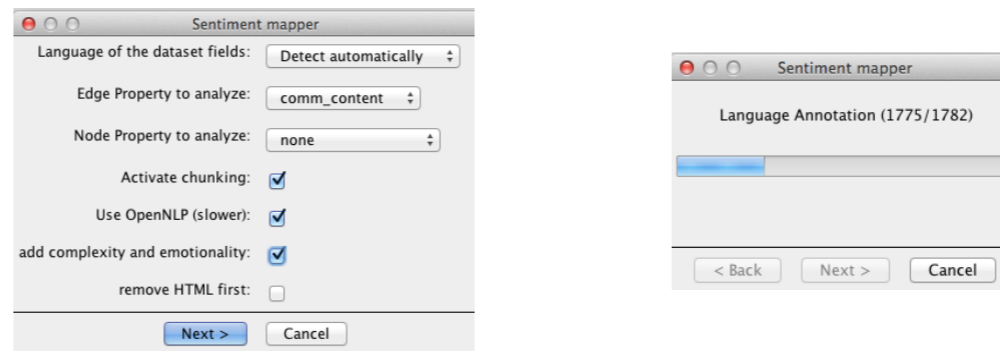 Sentiment mapper
Language of the dataset fields: Detect automatically
Edge Property to analyze: comm_content
Node Property to analyze: none
Activate chunking:
Use OpenNLP (slower):
add complexity and emotionality:
remove HTML first:
Next > Cancel
Sentiment mapper
Language Annotation (1775/1782)
< Back Next > Cancel